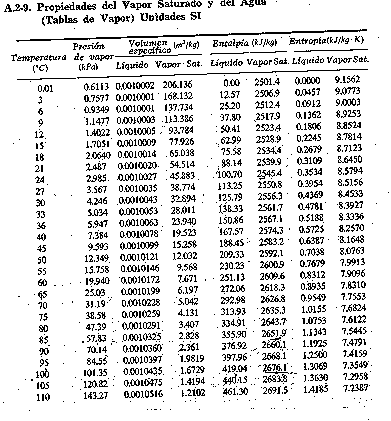 A.2-9. Propiedades del Vapor Saturado y del Agua
(Tablas de Vapor) Unidades SI
Temperatura (°C) Presión de vapor (kPa) Volumen específico (m³/kg) Entalpía (kJ/kg) Entropía (kJ/kg · K)
Líquido Vapor Sat. Líquido Vapor Sat. Líquido Vapor Sat.
0.01 0.6113 0.0010002 206.136 0.00 2501.4 0.0000 9.1562
3 0.7577 0.0010001 168.132 12.57 2506.9 0.0457 9.0773
6 0.9349 0.0010001 137.734 25.20 2512.4 0.0912 9.0003
9 1.1477 0.0010003 113.386 37.80 2517.9 0.1362 8.9253
12 1.4022 0.0010005 93.784 50.41 2523.4 0.1806 8.8524
15 1.7051 0.0010009 77.926 62.99 2528.9 0.2245 8.7814
18 2.0640 0.0010014 65.038 75.58 2534.4 0.2679 8.7123
21 2.487 0.0010020 54.514 88.14 2539.9 0.3109 8.6450
24 2.985 0.0010027 45.883 100.70 2545.4 0.3534 8.5794
27 3.567 0.0010035 38.774 113.25 2550.8 0.3954 8.5156
30 4.246 0.0010043 32.894 125.79 2556.3 0.4369 8.4533
33 5.034 0.0010053 28.011 138.33 2561.7 0.4781 8.3927
36 5.947 0.0010063 23.940 150.86 2567.1 0.5188 8.3336
40 7.384 0.0010078 19.523 167.57 2574.3 0.5725 8.2570
45 9.593 0.0010099 15.258 188.45 2583.2 0.6387 8.1648
50 12.349 0.0010121 12.032 209.33 2592.1 0.7038 8.0763
55 15.758 0.0010146 9.568 230.23 2600.9 0.7679 7.9913
60 19.940 0.0010172 7.671 251.13 2609.6 0.8312 7.9096
65 25.03 0.0010199 6.197 272.06 2618.3 0.8935 7.8310
70 31.19 0.0010228 5.042 292.98 2626.8 0.9549 7.7553
75 38.58 0.0010259 4.131 313.93 2635.3 1.0155 7.6824
80 47.39 0.0010291 3.407 334.91 2643.7 1.0753 7.6122
85 57.83 0.0010325 2.828 355.90 2651.9 1.1343 7.5445
90 70.14 0.0010360 2.361 376.92 2660.1 1.1925 7.4791
95 84.55 0.0010397 1.9819 397.96 2668.1 1.2500 7.4159
100 101.35 0.0010435 1.6729 419.04 2676.1 1.3069 7.3549
105 120.82 0.0010475 1.4194 440.15 2683.8 1.3630 7.2958
110 143.27 0.0010516 1.2102 461.30 2691.5 1.4185 7.2387